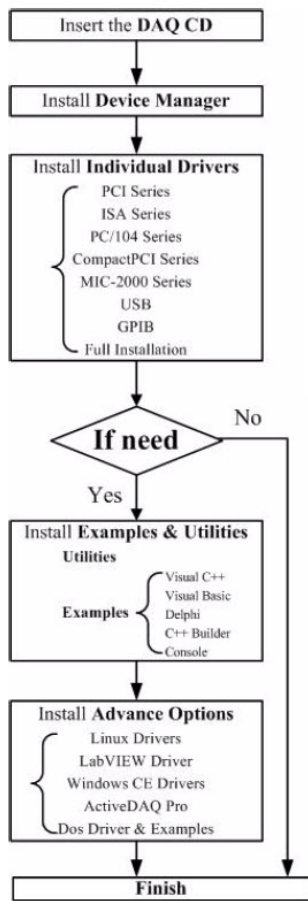 Insert the DAQ CD
Install Device Manager
Install Individual Drivers
PCI Series
ISA Series
PC/104 Series
CompactPCI Series
MIC-2000 Series
USB
GPIB
Full Installation
If need
No
Yes
Install Examples & Utilities
Utilities
Examples
Visual C++
Visual Basic
Delphi
C++ Builder
Console
Install Advance Options
Linux Drivers
LabVIEW Driver
Windows CE Drivers
ActiveDAQ Pro
Dos Driver & Examples
Finish